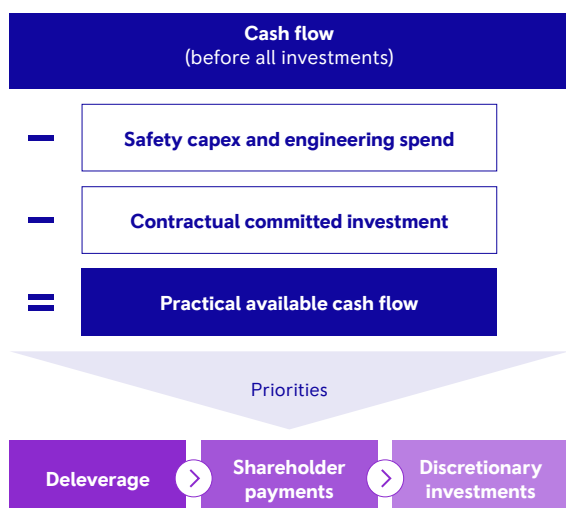 Cash flow
(before all investments)
Safety capex and engineering spend
Contractual committed investment
Practical available cash flow
Priorities
Deleverage
Shareholder
payments
Discretionary
investments